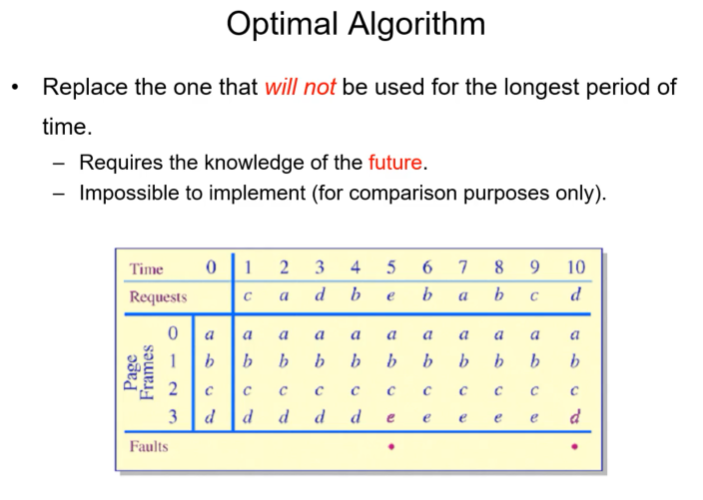 Optimal Algorithm
• Replace the one that will not be used for the longest period of
time.
– Requires the knowledge of the future.
– Impossible to implement (for comparison purposes only).
Time 0 1 2 3 4 5 6 7 8 9 10
Requests c a d b e b a b c d
Page Frames
0 a a a a a a a a a a a
1 b b b b b b b b b b b
2 c c c c c c c c c c c
3 d d d d d e e e e e d
Faults • •